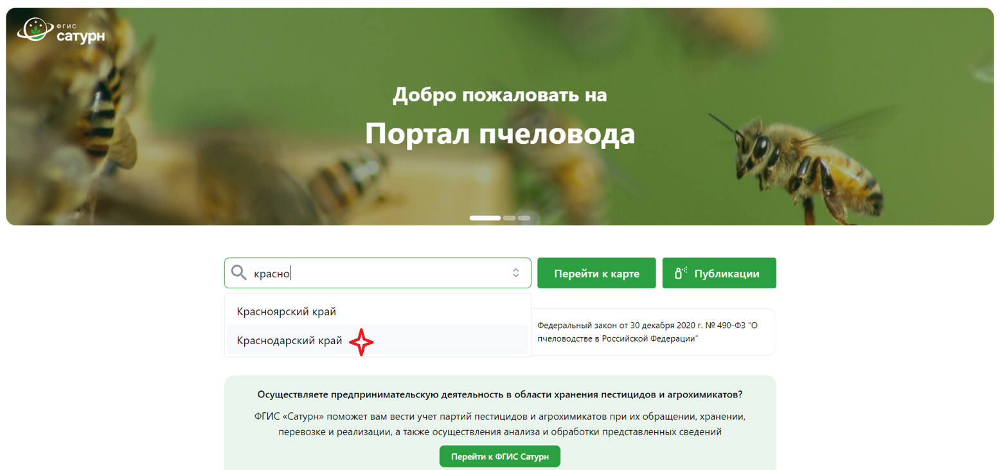 ФГИС
сатурн
Добро пожаловать на
Портал пчеловода
красно
Перейти к карте
Публикации
Красноярский край
Краснодарский край
Федеральный закон от 30 декабря 2020 г. № 490-ФЗ "О
пчеловодстве в Российской Федерации"
Осуществляете предпринимательскую деятельность в области хранения пестицидов и агрохимикатов?
ФГИС «Сатурн» поможет вам вести учет партий пестицидов и агрохимикатов при их обращении, хранении,
перевозке и реализации, а также осуществления анализа и обработки представленных сведений
Перейти к ФГИС Сатурн